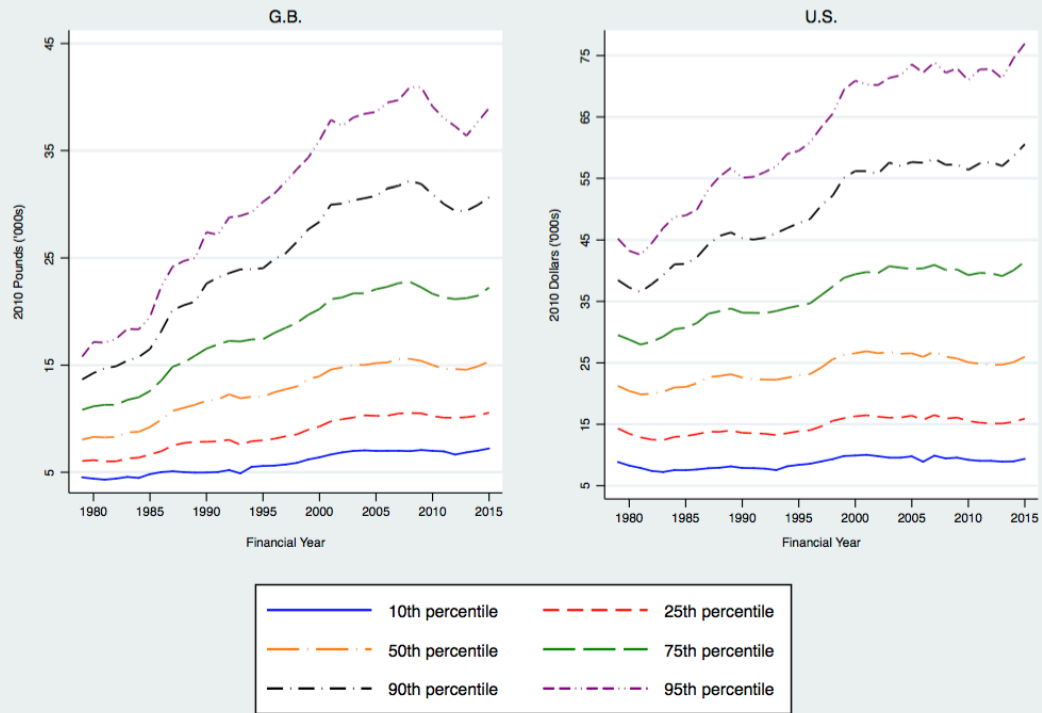 G.B.
2010 Pounds ('000s)
45
35
25
15
5
1980 1985 1990 1995 2000 2005 2010 2015
Financial Year
U.S.
2010 Dollars ('000s)
75
65
55
45
35
25
15
5
1980 1985 1990 1995 2000 2005 2010 2015
Financial Year
10th percentile 25th percentile
50th percentile 75th percentile
90th percentile 95th percentile